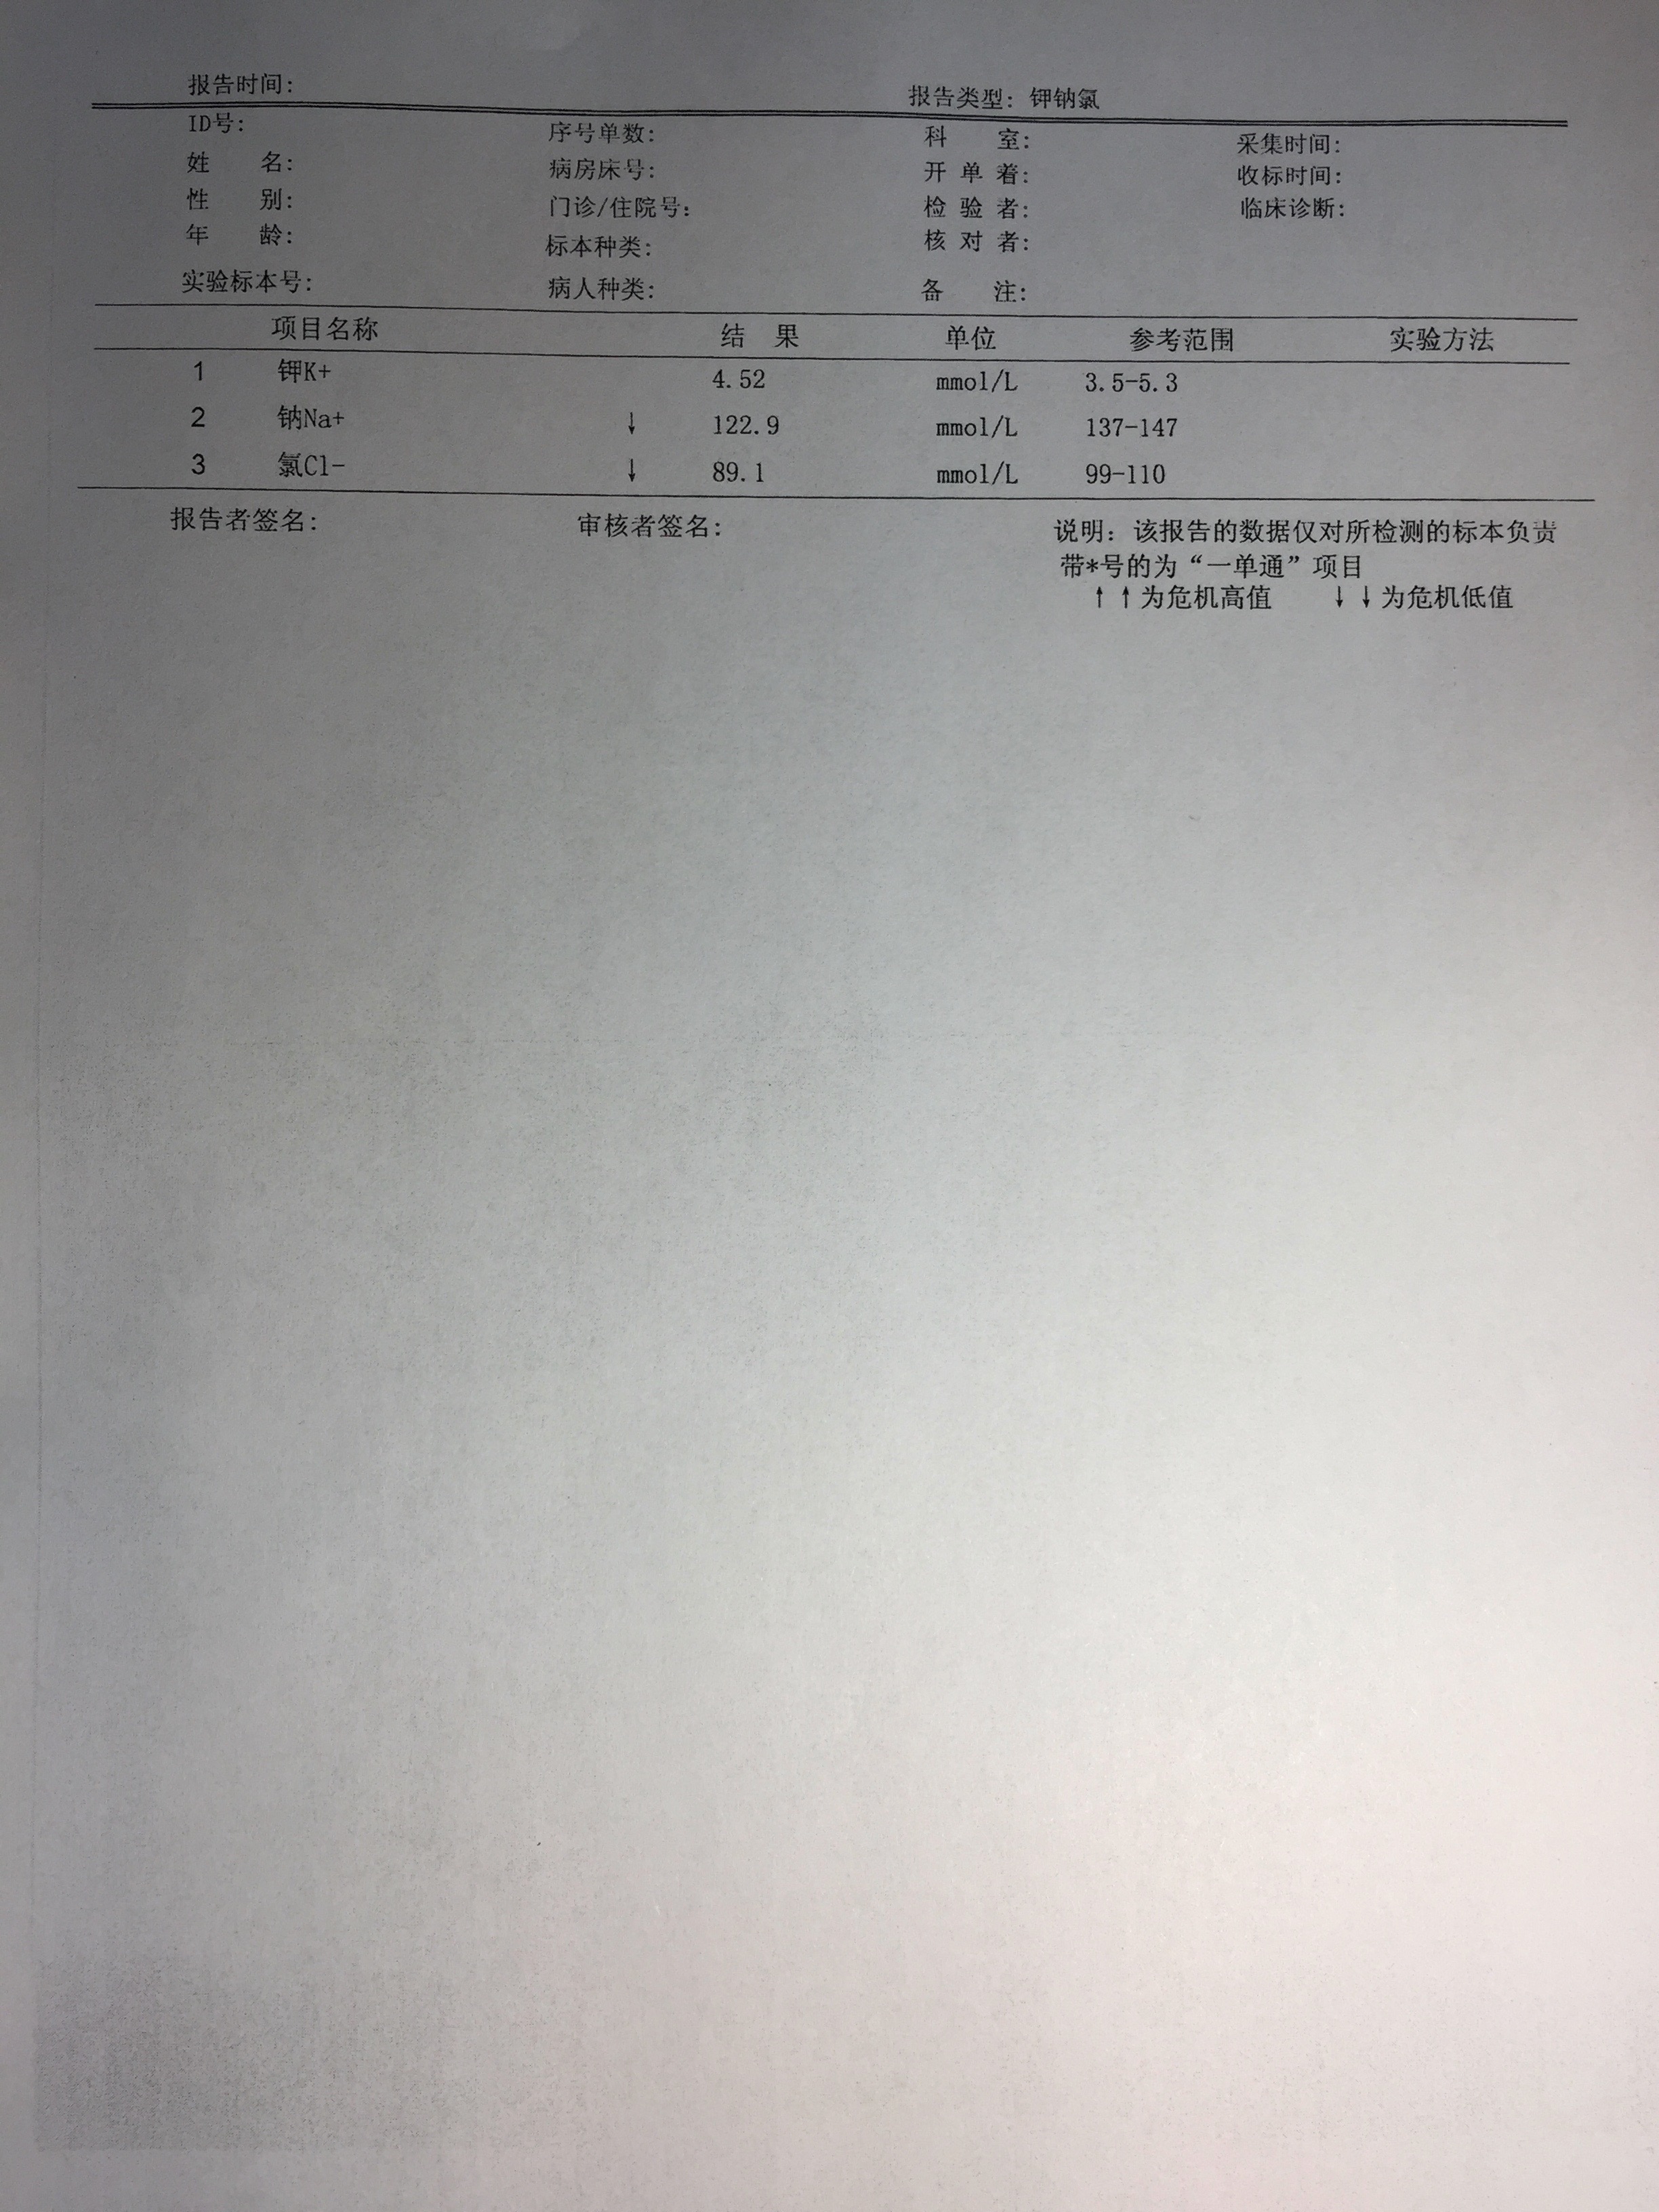 报告时间:
报告类型: 钾钠氯
ID号: 序号单数: 科 室: 采集时间:
姓 名: 病房床号: 开 单 着: 收标时间:
性 别: 门诊/住院号: 检 验 者: 临床诊断:
年 龄: 标本种类: 核 对 者:
实验标本号: 病人种类: 备 注:
项目名称 结 果 单位 参考范围 实验方法
1 钾K+ 4.52 mmol/L 3.5-5.3
2 钠Na+ ↓ 122.9 mmol/L 137-147
3 氯Cl- ↓ 89.1 mmol/L 99-110
报告者签名: 审核者签名: 说明: 该报告的数据仅对所检测的标本负责
带*号的为“一单通”项目
↑↑为危机高值 ↓↓为危机低值